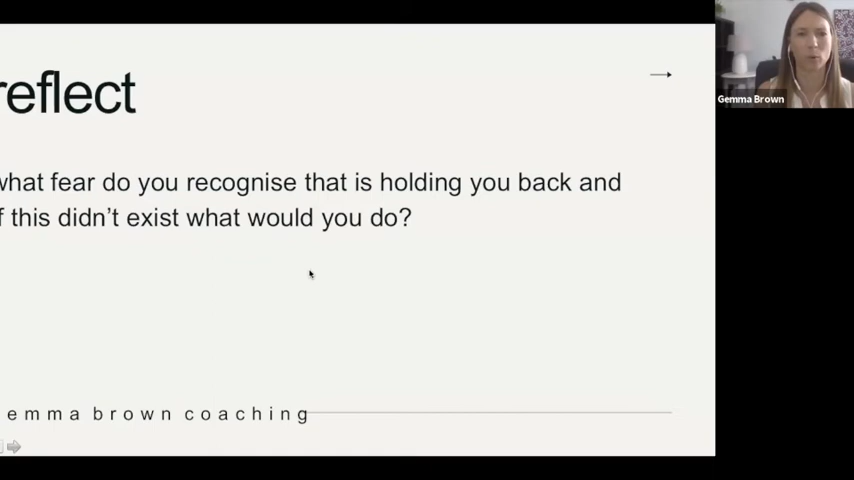 reflect
what fear do you recognise that is holding you back and
if this didn't exist what would you do?
emma brown coaching
Gemma Brown